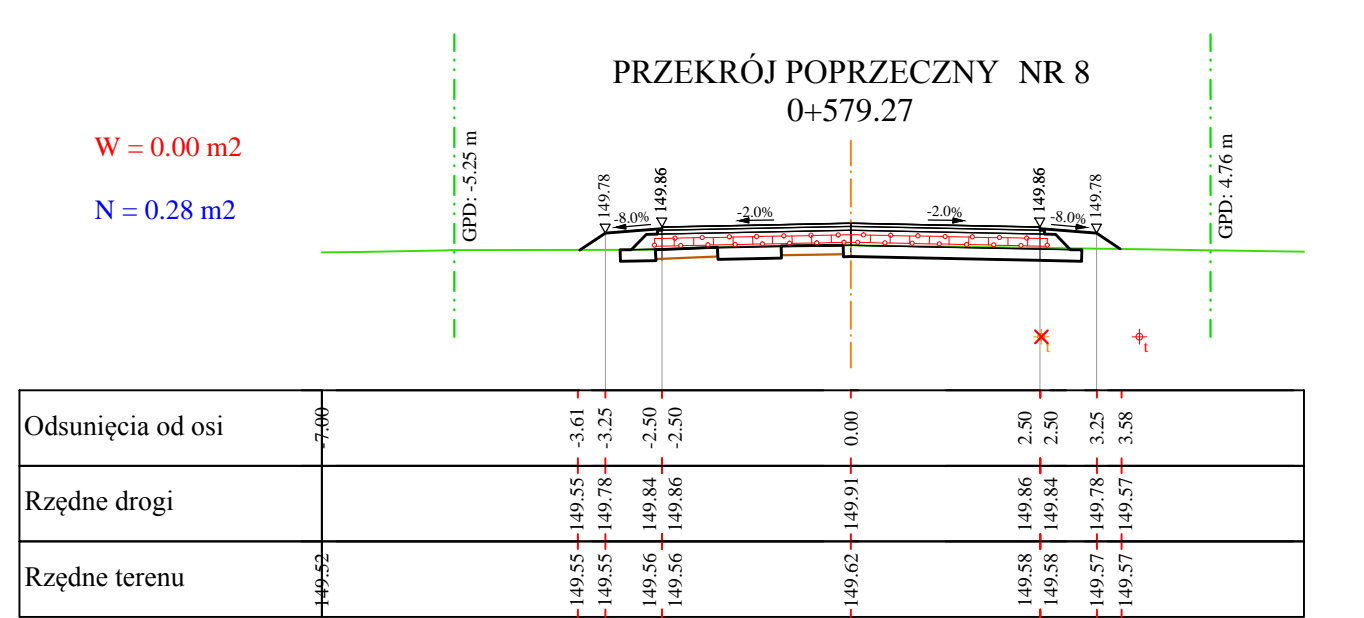 PRZEKRÓJ POPRZECZNY NR 8
0+579.27
W = 0.00 m2
N = 0.28 m2
GPD: -5.25 m
GPD: 4.76 m
149.78
149.86
149.86
149.78
-8.0%
-2.0%
-2.0%
-8.0%
t
t
Odsunięcia od osi -7.00 -3.61 -3.25 -2.50 -2.50 0.00 2.50 2.50 3.25 3.58
Rzędne drogi 149.55 149.78 149.84 149.86 149.91 149.86 149.84 149.78 149.57
Rzędne terenu 149.52 149.55 149.55 149.56 149.56 149.62 149.58 149.58 149.57 149.57